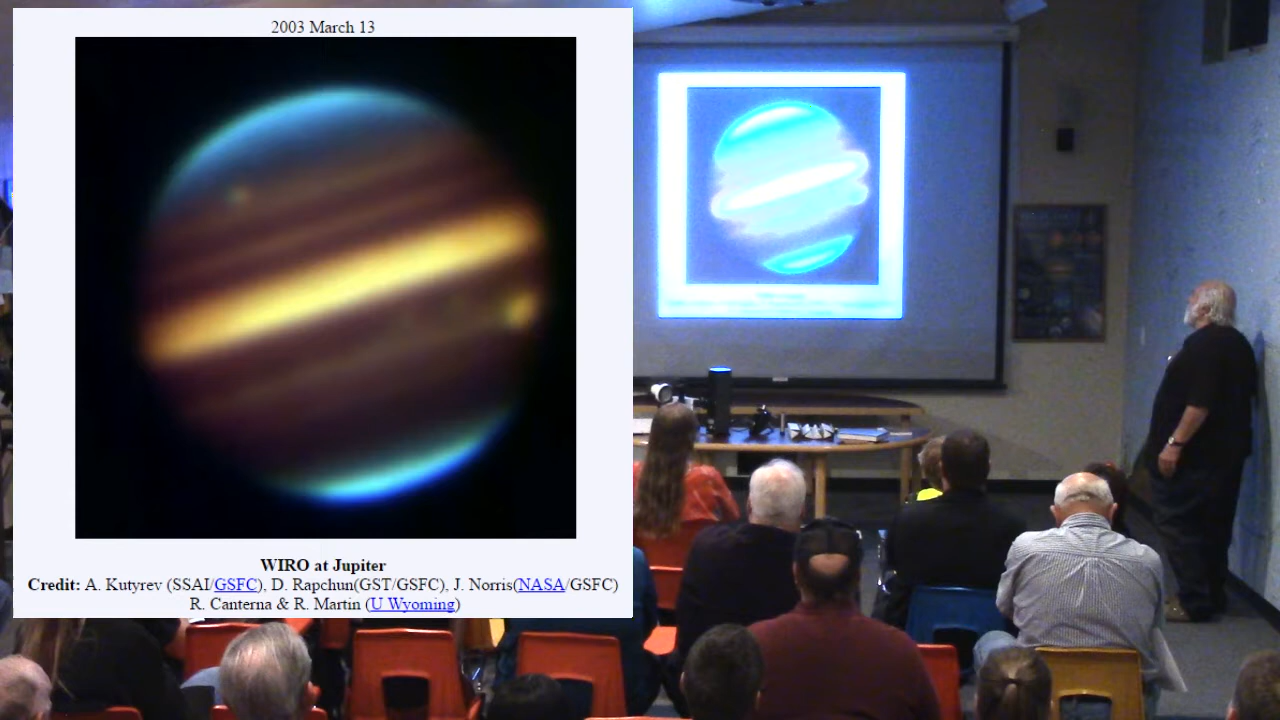 2003 March 13
WIRO at Jupiter
Credit: A. Kutyrev (SSAI/GSFC), D. Rapchun(GST/GSFC), J. Norris(NASA/GSFC)
R. Canterna & R. Martin (U Wyoming)